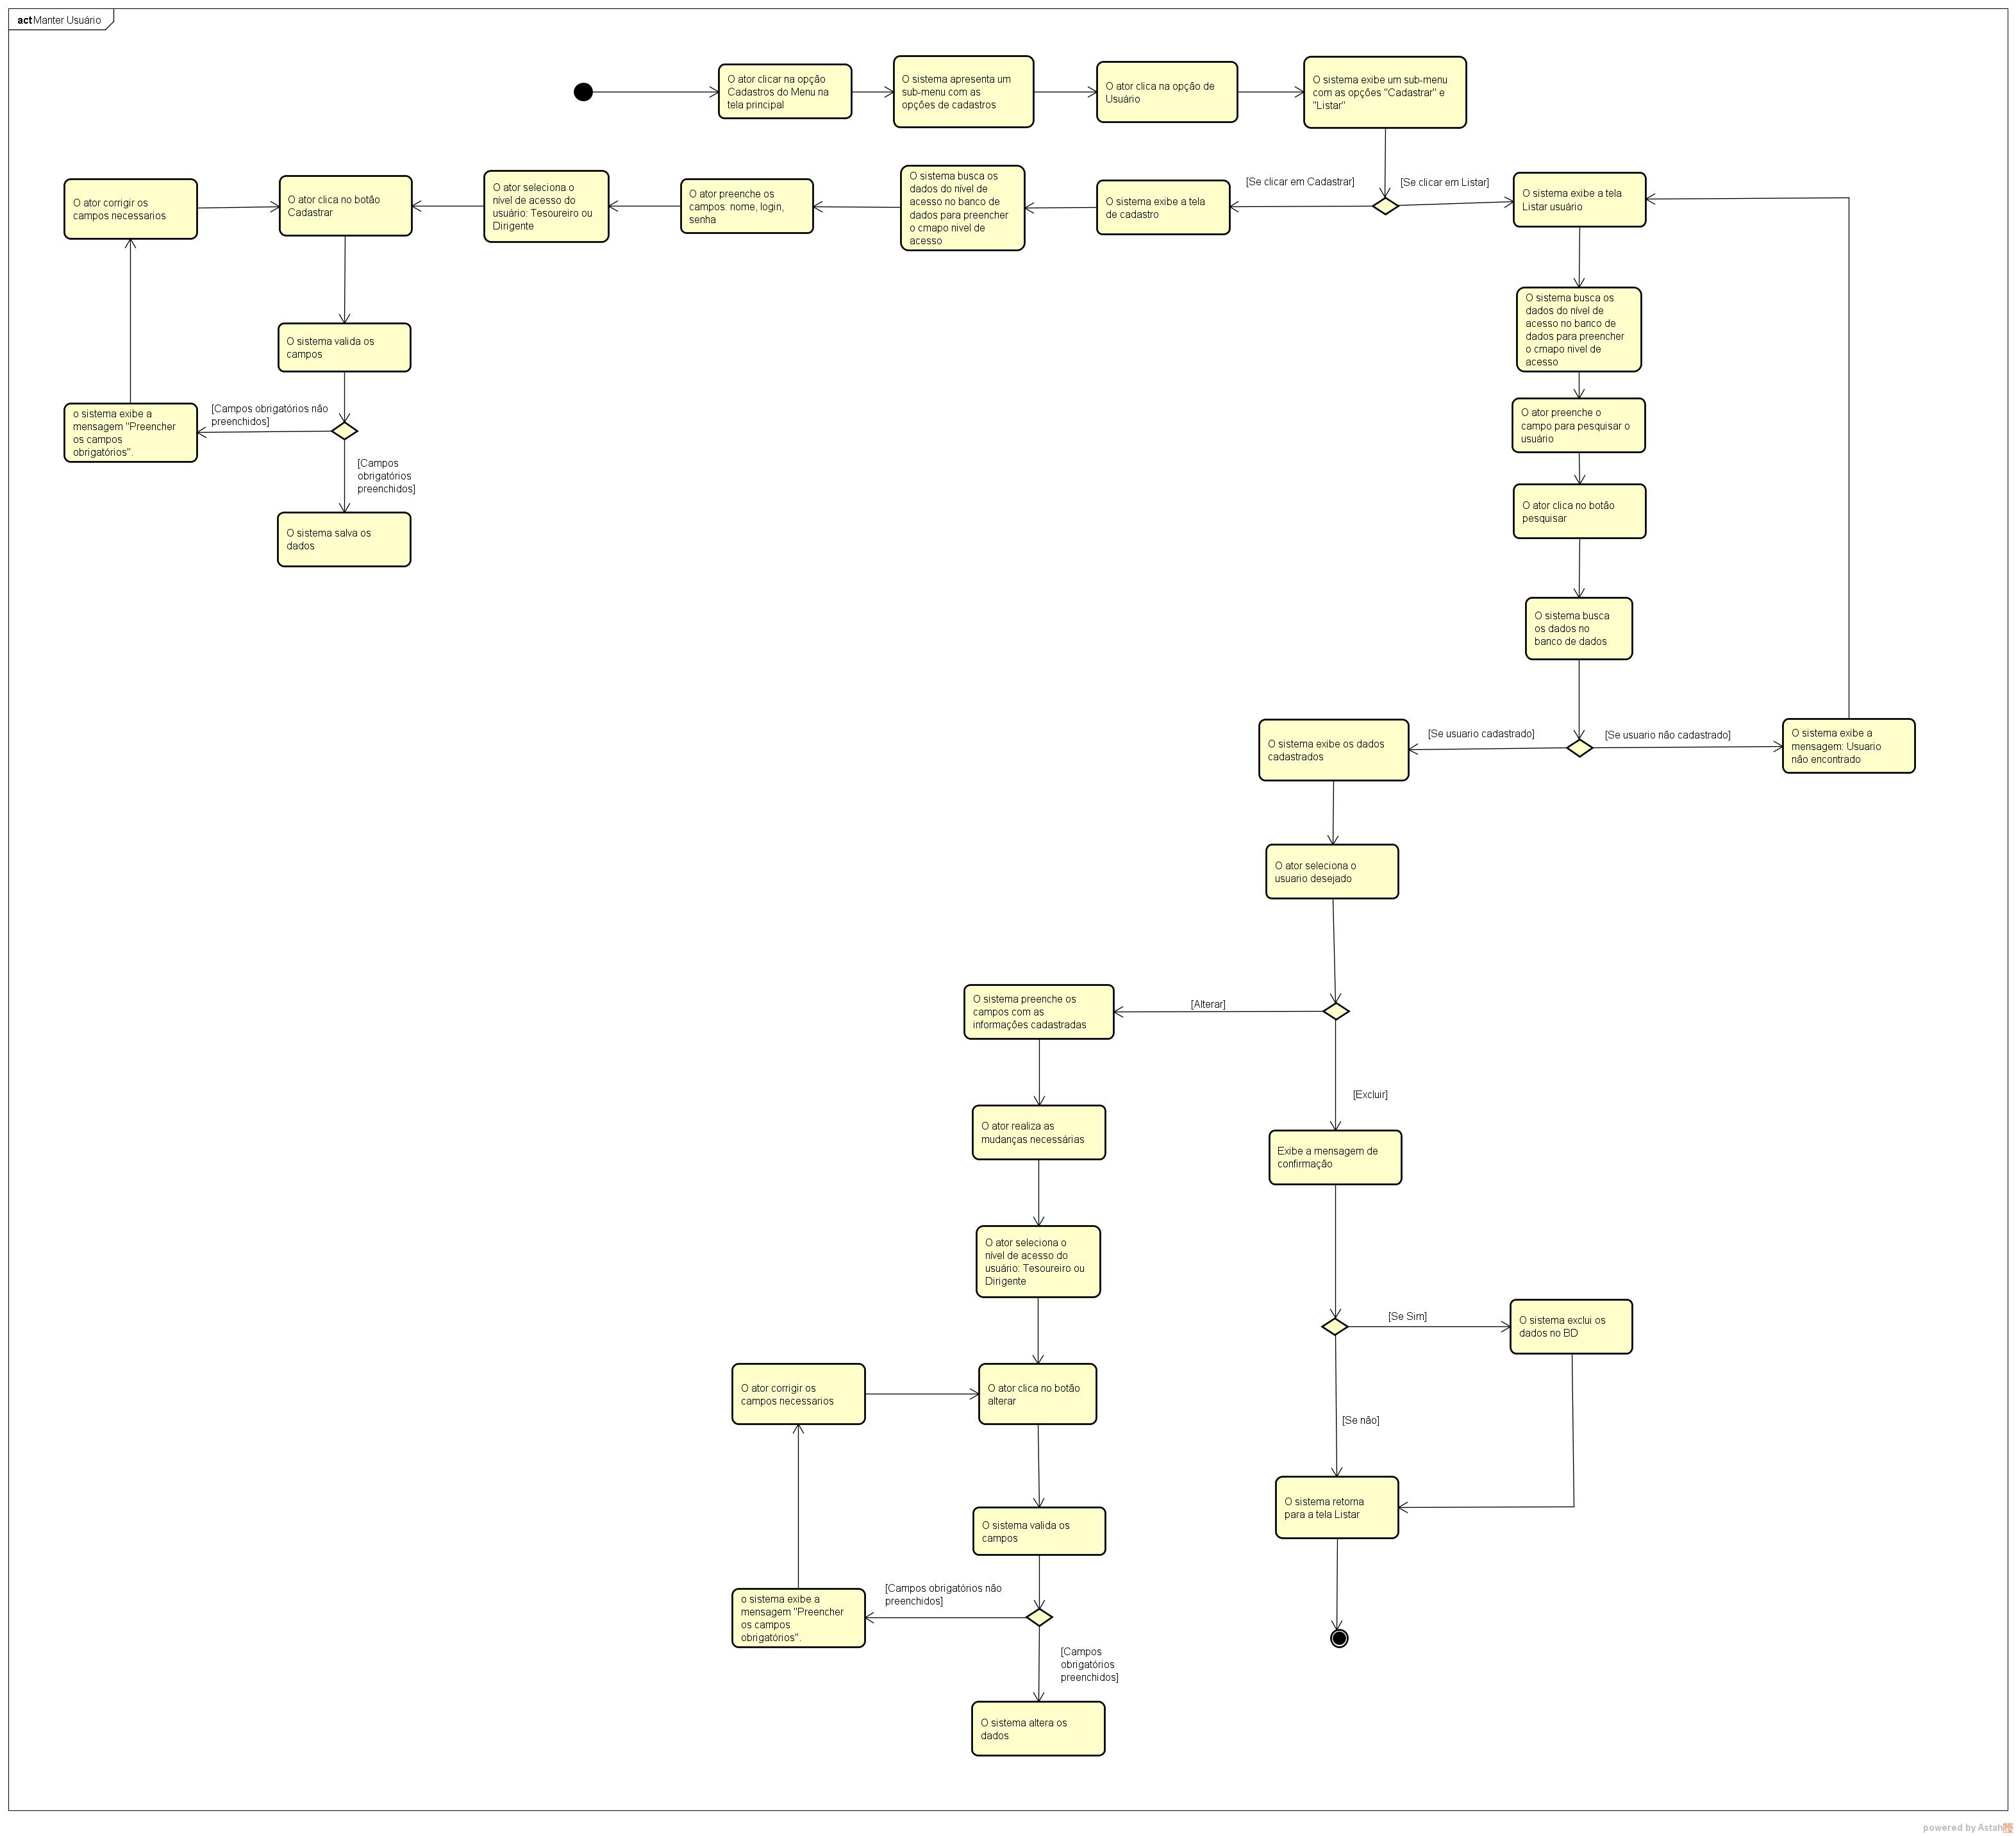 act Manter Usuário
O ator clicar na opção
Cadastros do Menu na
tela principal
O sistema apresenta um
sub-menu com as
opções de cadastros
O ator clica na opção de
Usuário
O sistema exibe um sub-menu
com as opções "Cadastrar" e
"Listar"
[Se clicar em Cadastrar]
[Se clicar em Listar]
O sistema exibe a tela
de cadastro
O sistema busca os
dados do nível de
acesso no banco de
dados para preencher
o cmapo nivel de
acesso
O ator preenche os
campos: nome, login,
senha
O ator seleciona o
nível de acesso do
usuário: Tesoureiro ou
Dirigente
O ator clica no botão
Cadastrar
O ator corrigir os
campos necessarios
O sistema valida os
campos
[Campos obrigatórios não
preenchidos]
o sistema exibe a
mensagem "Preencher
os campos
obrigatórios".
[Campos
obrigatórios
preenchidos]
O sistema salva os
dados
O sistema exibe a tela
Listar usuário
O sistema busca os
dados do nível de
acesso no banco de
dados para preencher
o cmapo nivel de
acesso
O ator preenche o
campo para pesquisar o
usuário
O ator clica no botão
pesquisar
O sistema busca
os dados no
banco de dados
[Se usuario cadastrado]
[Se usuario não cadastrado]
O sistema exibe a
mensagem: Usuario
não encontrado
O sistema exibe os dados
cadastrados
O ator seleciona o
usuario desejado
[Alterar]
O sistema preenche os
campos com as
informações cadastradas
[Excluir]
O ator realiza as
mudanças necessárias
Exibe a mensagem de
confirmação
O ator seleciona o
nível de acesso do
usuário: Tesoureiro ou
Dirigente
[Se Sim]
O sistema exclui os
dados no BD
O ator corrigir os
campos necessarios
O ator clica no botão
alterar
[Se não]
O sistema retorna
para a tela Listar
O sistema valida os
campos
[Campos obrigatórios não
preenchidos]
o sistema exibe a
mensagem "Preencher
os campos
obrigatórios".
[Campos
obrigatórios
preenchidos]
O sistema altera os
dados
powered by Astah